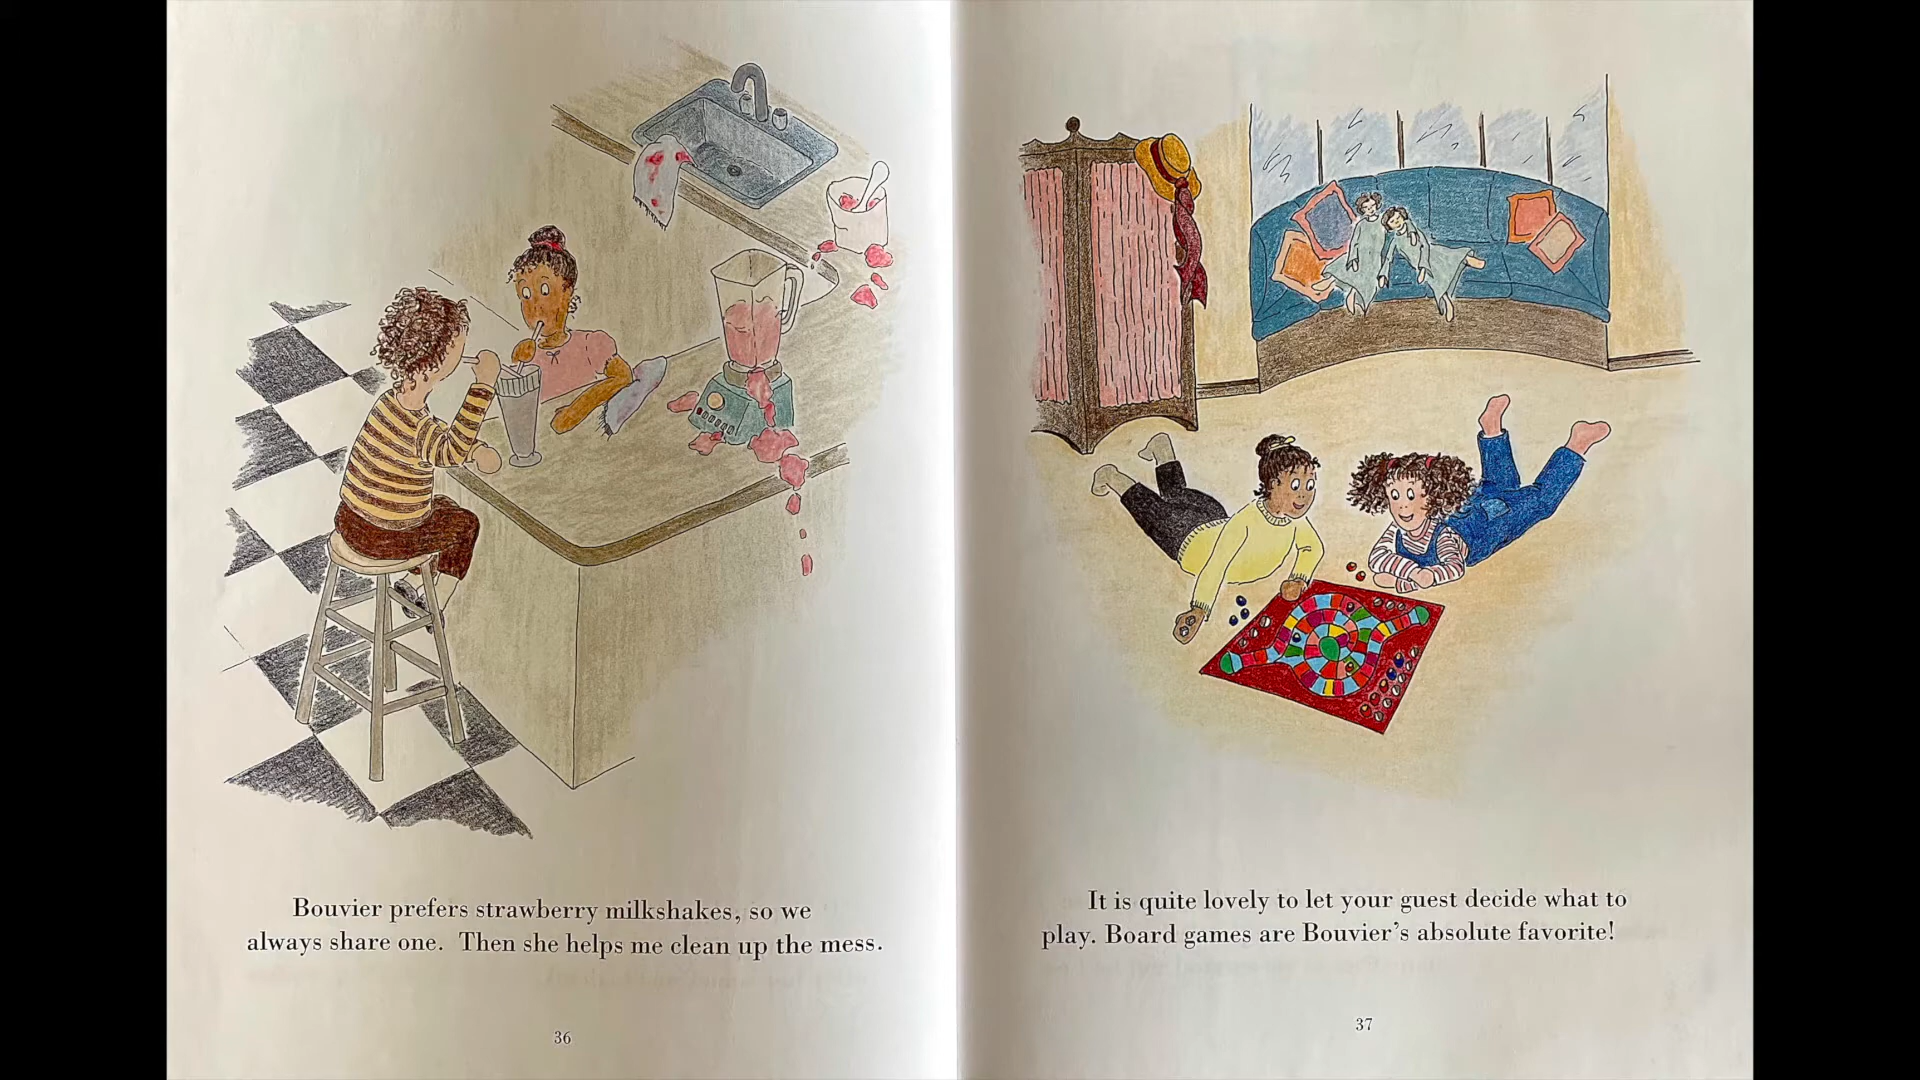 Bouvier prefers strawberry milkshakes, so we
always share one. Then she helps me clean up the mess.
36
It is quite lovely to let your guest decide what to
play. Board games are Bouvier's absolute favorite!
37